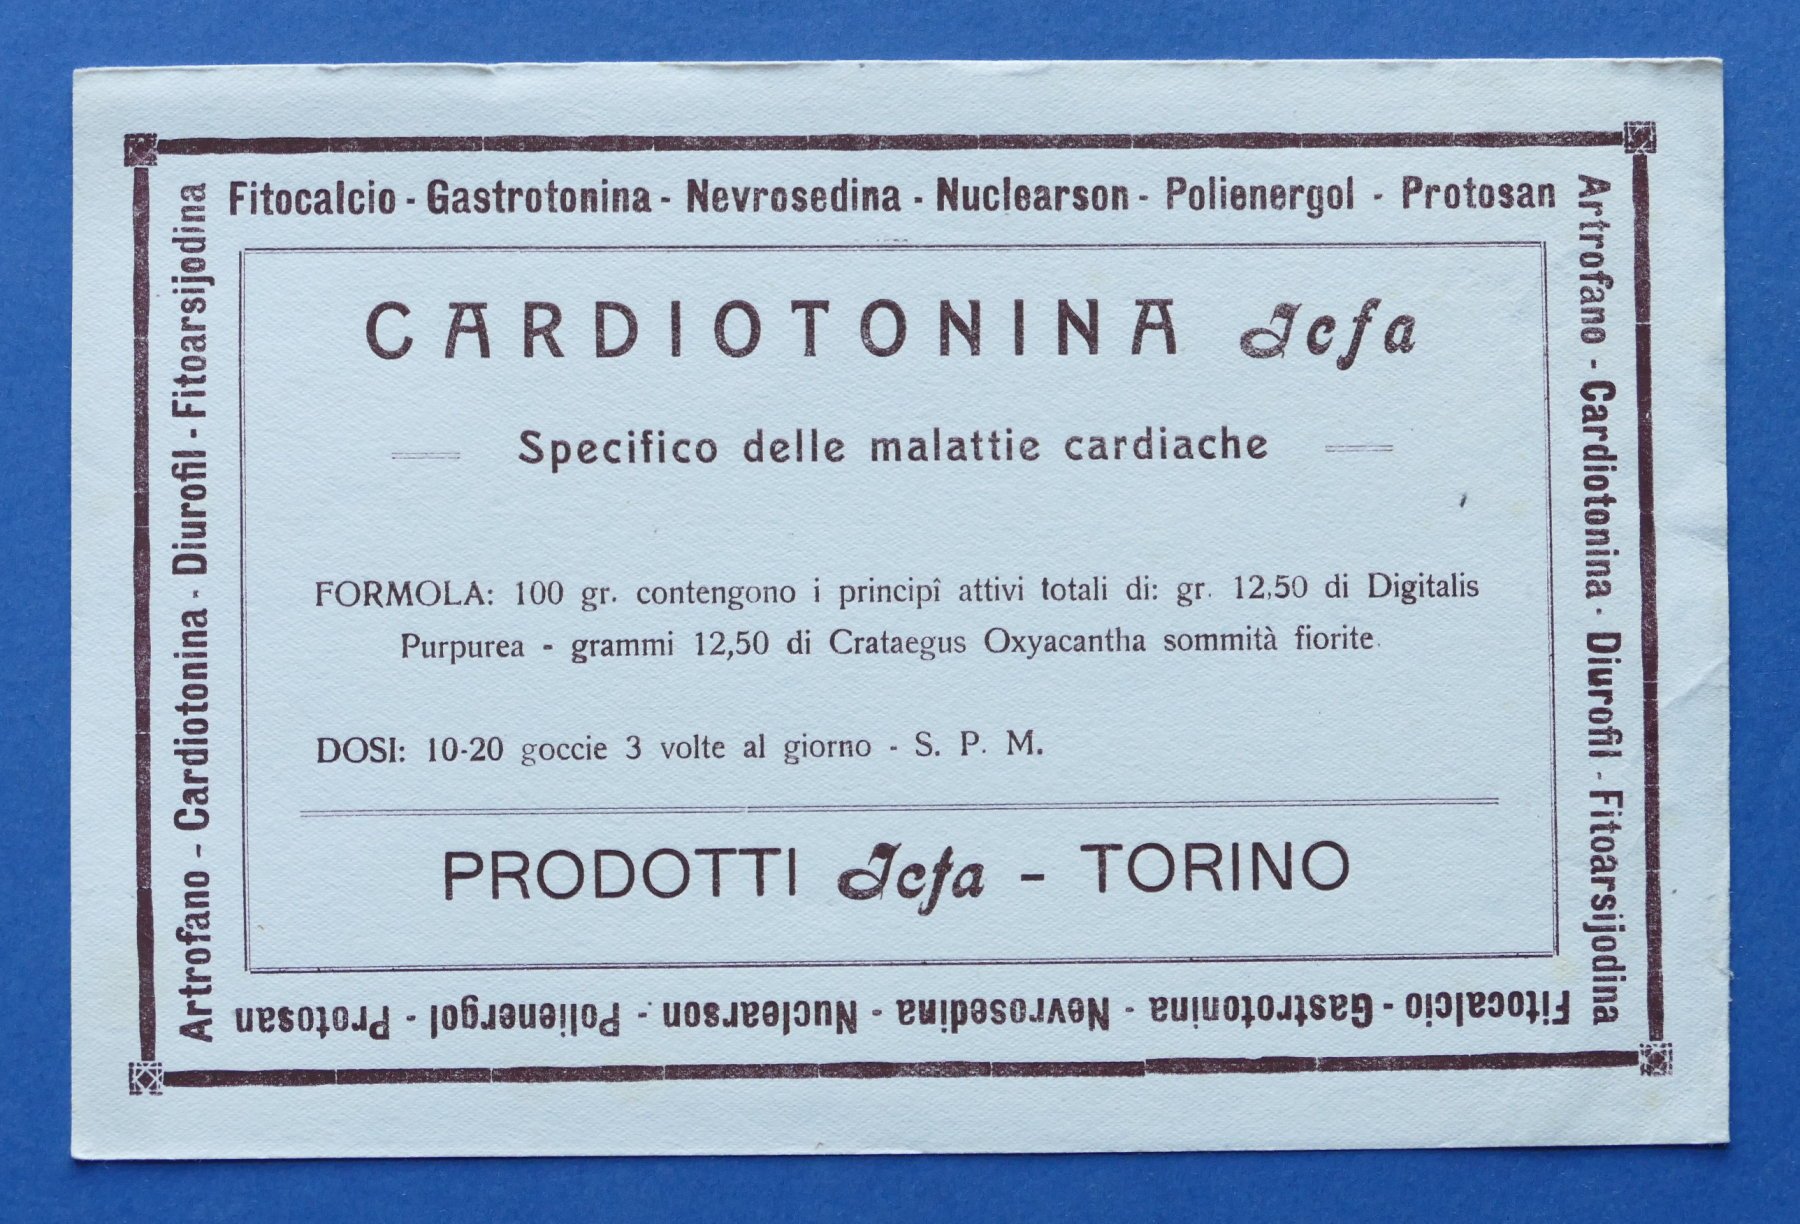 Fitocalcio - Gastrotonina - Nevrosedina - Nuclearson - Polienergol - Protosan
Artrofano - Cardiotonina - Diurofil - Fitoarsijodina
CARDIOTONINA Icfa
Specifico delle malattie cardiache
FORMOLA: 100 gr. contengono i principî attivi totali di: gr. 12,50 di Digitalis
Purpurea - grammi 12,50 di Crataegus Oxyacantha sommità fiorite.
DOSI: 10-20 goccie 3 volte al giorno - S. P. M.
PRODOTTI Icfa - TORINO
Artrofano - Cardiotonina - Diurofil - Fitoarsijodina
Fitocalcio - Gastrotonina - Nevrosedina - Nuclearson - Polienergol - Protosan